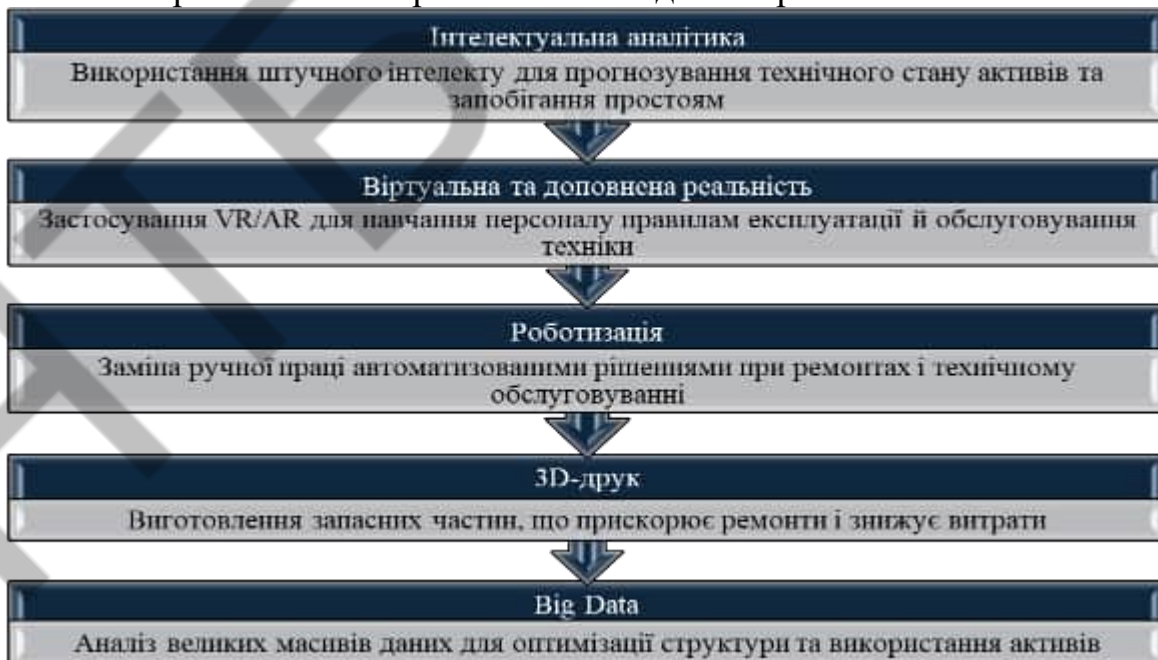 Інтелектуальна аналітика
Використання штучного інтелекту для прогнозування технічного стану активів та
запобігання простоям
Віртуальна та доповнена реальність
Застосування VR/AR для навчання персоналу правилам експлуатації й обслуговування
техніки
Роботизація
Заміна ручної праці автоматизованими рішеннями при ремонтах і технічному
обслуговуванні
3D-друк
Виготовлення запасних частин, що прискорює ремонти і знижує витрати
Big Data
Аналіз великих масивів даних для оптимізації структури та використання активів